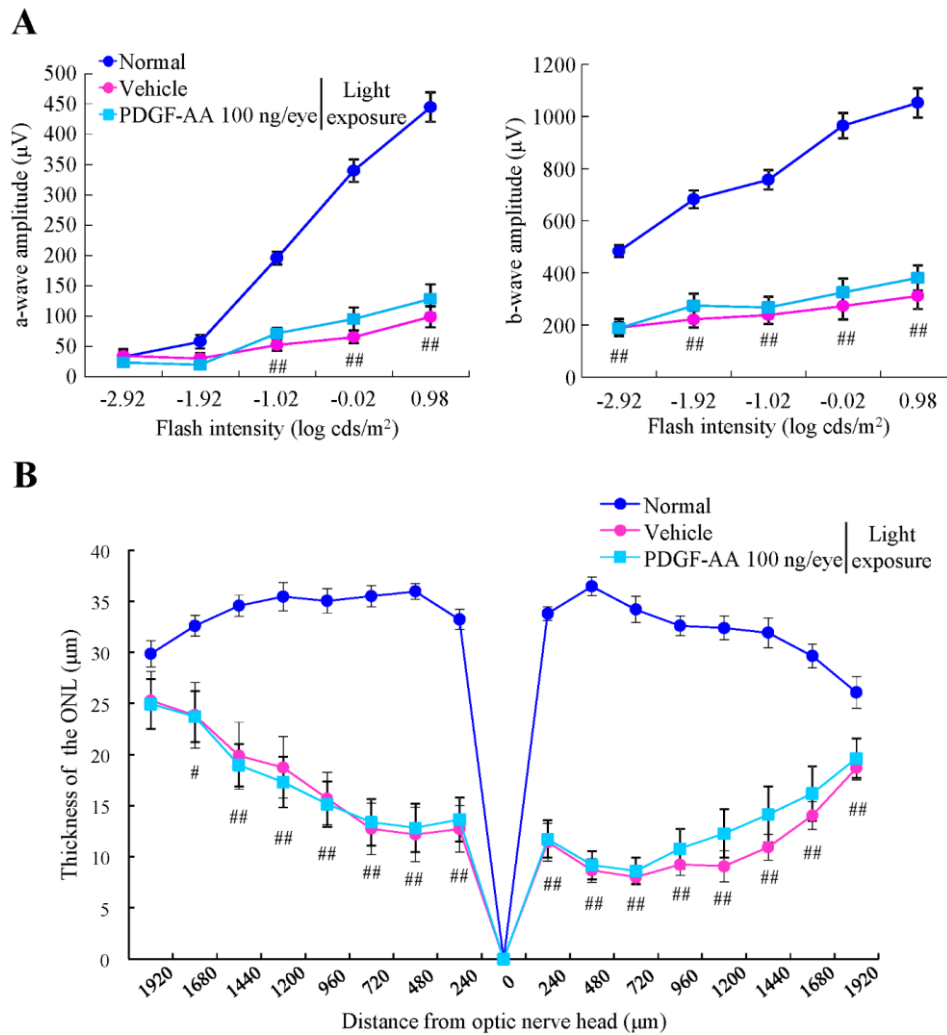 A
Normal
Vehicle
PDGF-AA 100 ng/eye
Light
exposure
a-wave amplitude (μV)
500
450
400
350
300
250
200
150
100
50
0
## ## ##
-2.92 -1.92 -1.02 -0.02 0.98
Flash intensity (log cds/m²)
b-wave amplitude (μV)
1200
1000
800
600
400
200
0
## ## ## ## ##
-2.92 -1.92 -1.02 -0.02 0.98
Flash intensity (log cds/m²)
B
Normal
Vehicle
PDGF-AA 100 ng/eye
Light
exposure
Thickness of the ONL (μm)
40
35
30
25
20
15
10
5
0
# ## ## ## ## ## ## ## ## ## ## ## ## ## ##
1920 1680 1440 1200 960 720 480 240 0 240 480 720 960 1200 1440 1680 1920
Distance from optic nerve head (μm)